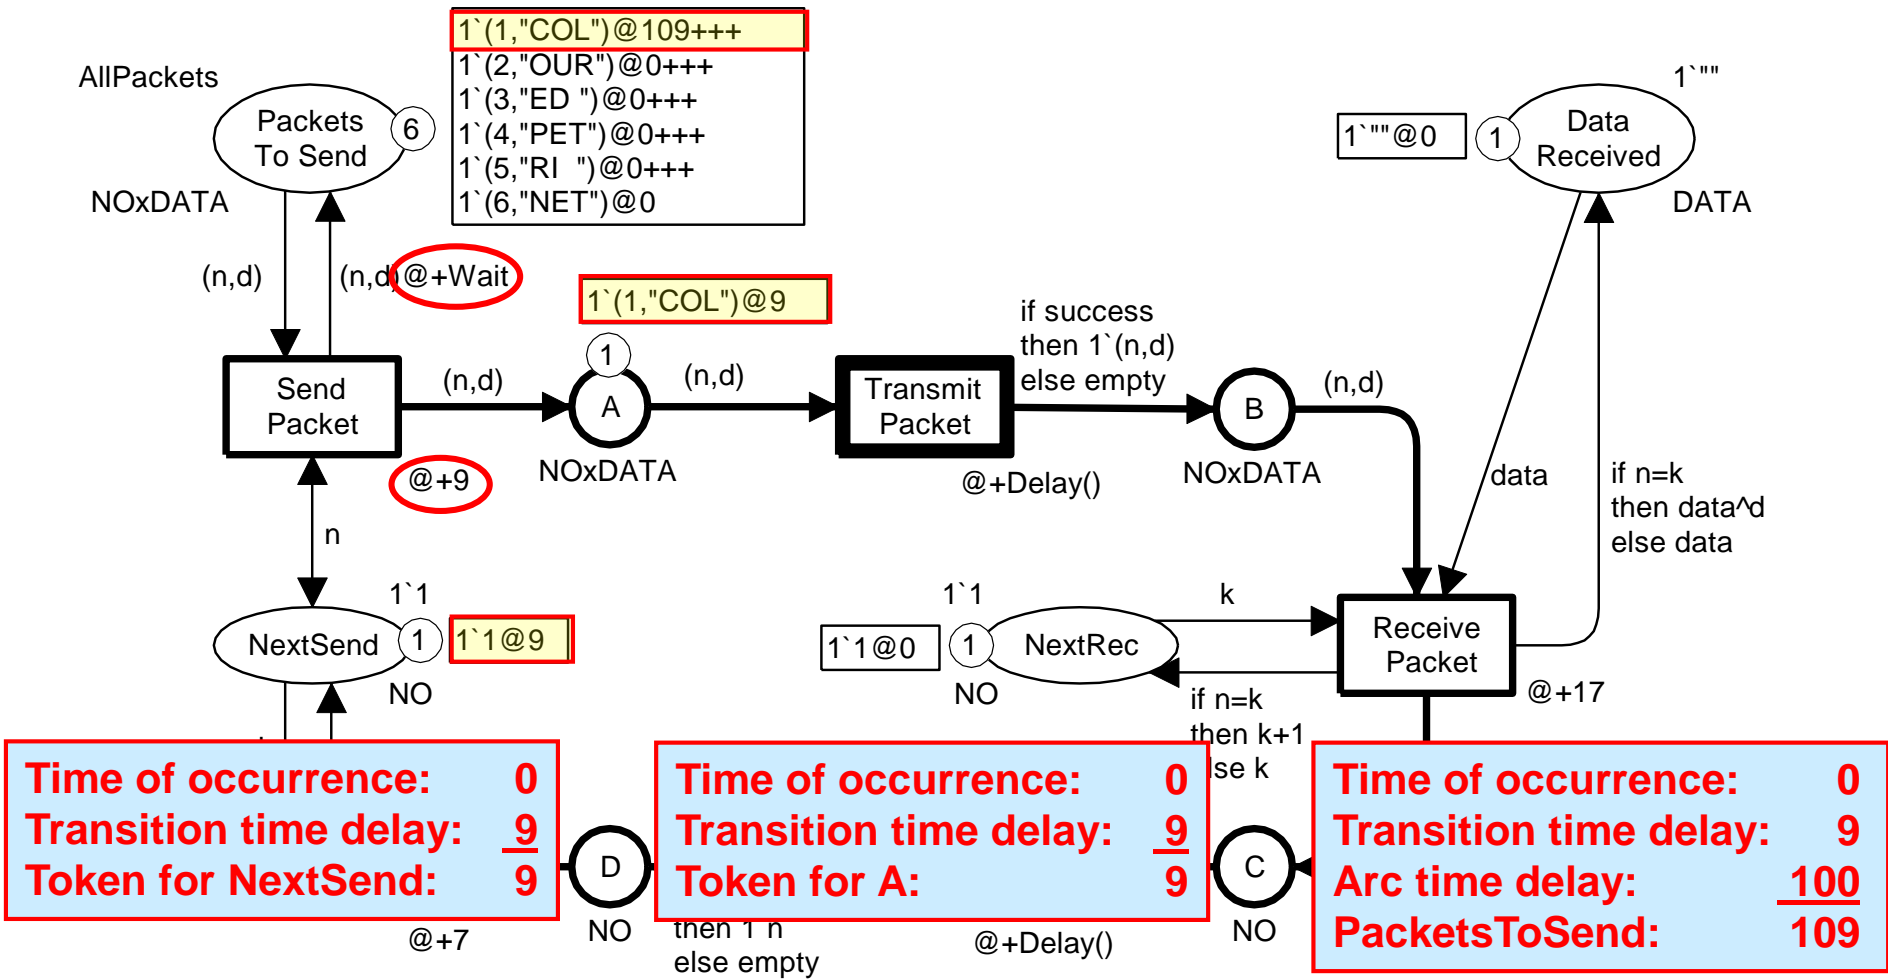 1`(1,"COL")@109+++
1`(2,"OUR")@0+++
1`(3,"ED ")@0+++
1`(4,"PET")@0+++
1`(5,"RI  ")@0+++
1`(6,"NET")@0
AllPackets
Packets
To Send
6
NOxDATA
1`""
1`""@0
1
Data
Received
DATA
(n,d)
(n,d)
@+Wait
1`(1,"COL")@9
1
if success
then 1`(n,d)
else empty
Send
Packet
(n,d)
A
(n,d)
Transmit
Packet
B
(n,d)
@+9
NOxDATA
@+Delay()
NOxDATA
data
if n=k
then data^d
else data
n
1`1
NextSend
1
1`1@9
NO
1`1
1`1@0
1
NextRec
NO
k
Receive
Packet
@+17
if n=k
then k+1
lse k
Time of occurrence: 0
Transition time delay: 9
Token for NextSend: 9
D
NO
@+7
Time of occurrence: 0
Transition time delay: 9
Token for A: 9
then 1 n
else empty
@+Delay()
C
NO
Time of occurrence: 0
Transition time delay: 9
Arc time delay: 100
PacketsToSend: 109